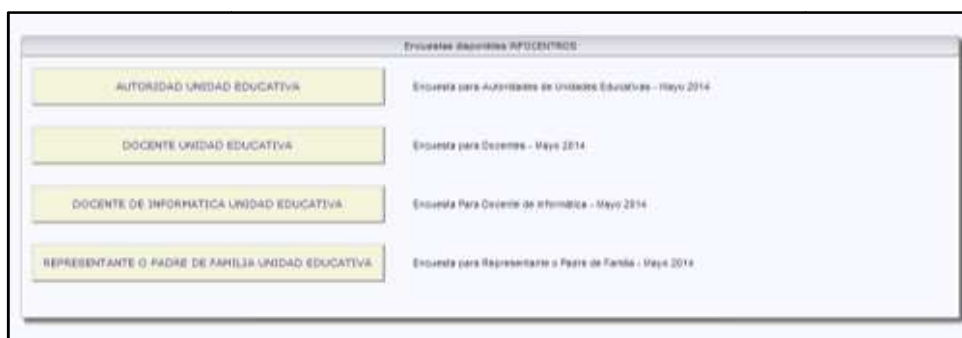 Encuestas disponibles INFOCENTROS
AUTORIDAD UNIDAD EDUCATIVA Encuesta para Autoridades de Unidades Educativas - Mayo 2014
DOCENTE UNIDAD EDUCATIVA Encuesta para Docentes - Mayo 2014
DOCENTE DE INFORMATICA UNIDAD EDUCATIVA Encuesta Para Docente de Informática - Mayo 2014
REPRESENTANTE O PADRE DE FAMILIA UNIDAD EDUCATIVA Encuesta para Representante o Padre de Familia - Mayo 2014